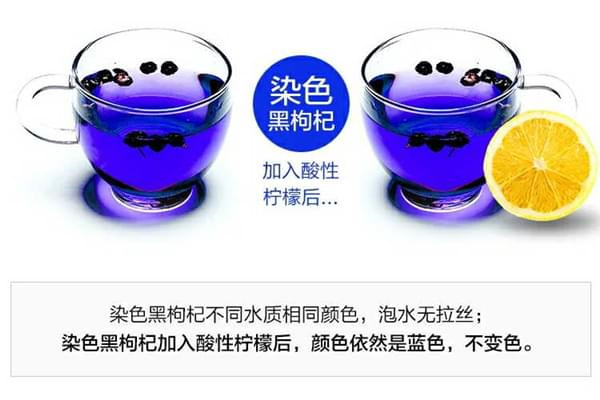 染色
黑枸杞
加入酸性
柠檬后...
染色黑枸杞不同水质相同颜色，泡水无拉丝；
染色黑枸杞加入酸性柠檬后，颜色依然是蓝色，不变色。